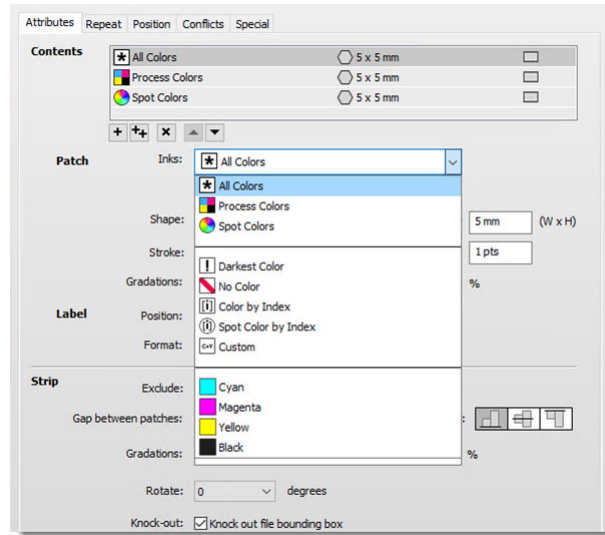 Attributes Repeat Position Conflicts Special
Contents
All Colors 5 x 5 mm
Process Colors 5 x 5 mm
Spot Colors 5 x 5 mm
Patch Inks: All Colors
All Colors
Process Colors
Shape: Spot Colors 5 mm (W x H)
Stroke: 1 pts
Darkest Color
Gradations: No Color %
Color by Index
Label Position: Spot Color by Index
Format: Custom
Strip Exclude: Cyan
Magenta
Gap between patches: Yellow :
Gradations: Black %
Rotate: 0 degrees
Knock-out: Knock out file bounding box